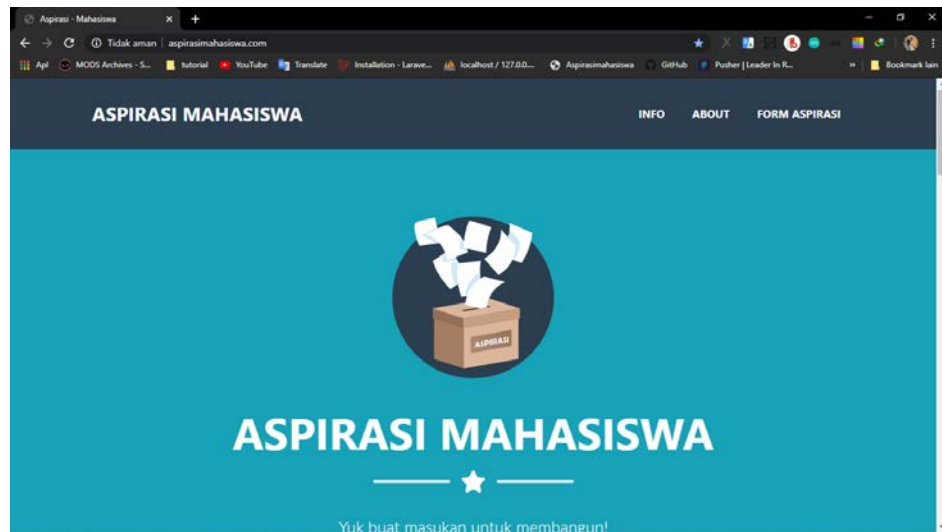 Aspirasi - Mahasiswa
Tidak aman | aspirasimahasiswa.com
Apl MODS Archives - S... tutorial YouTube Translate Installation - Larave... localhost / 127.0.0.... Aspirasimahasiswa GitHub Pusher | Leader In R... » Bookmark lain
ASPIRASI MAHASISWA INFO ABOUT FORM ASPIRASI
ASPIRASI
ASPIRASI MAHASISWA
Yuk buat masukan untuk membangun!